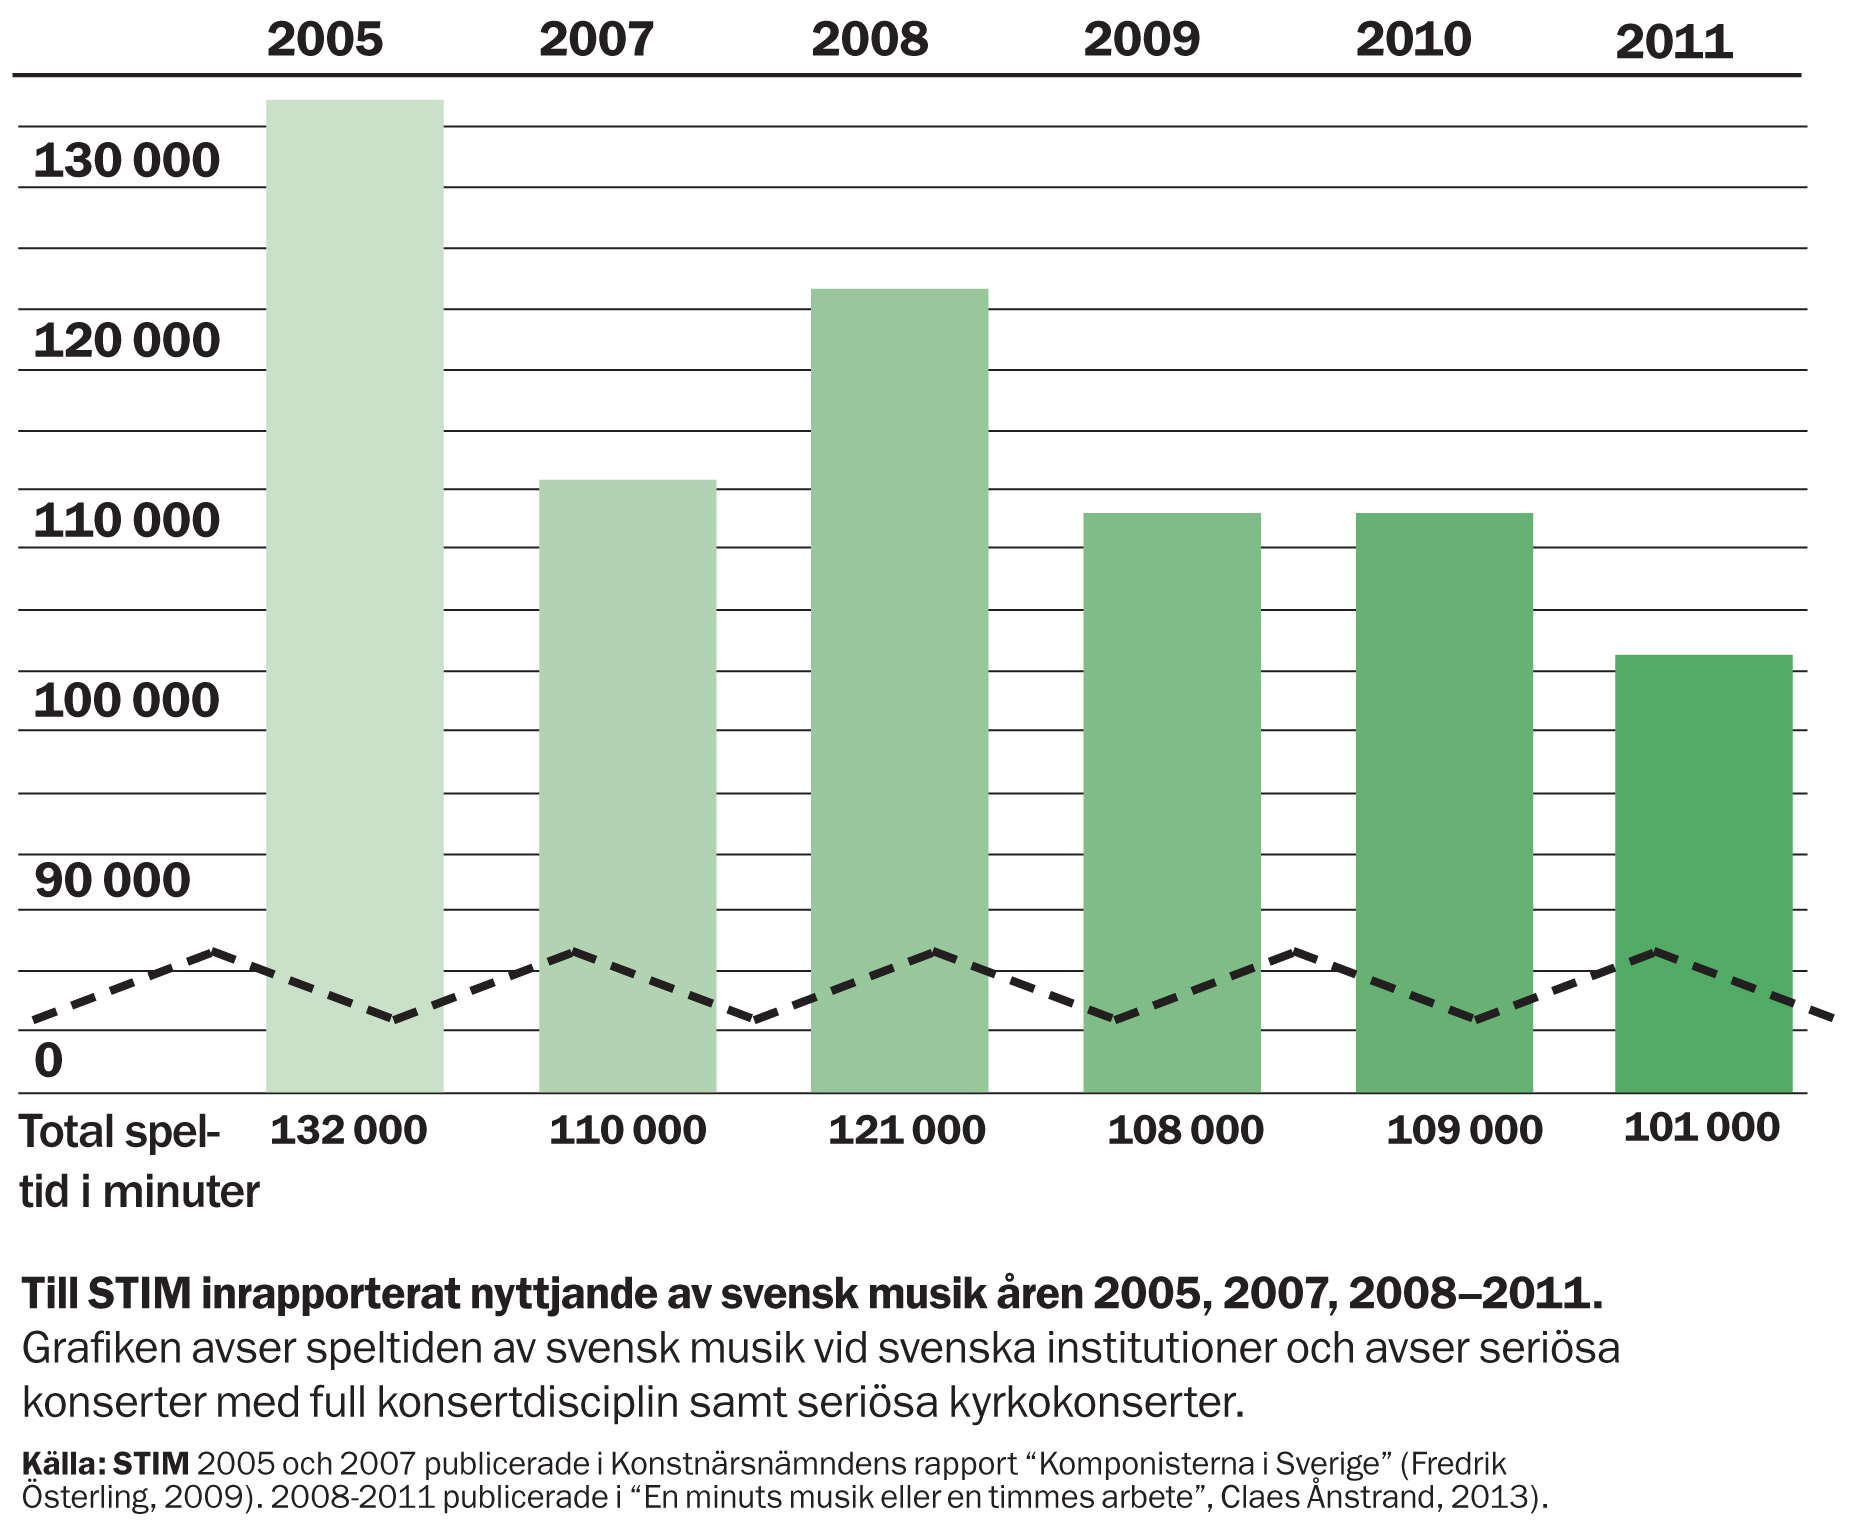 2005 2007 2008 2009 2010 2011
130 000
120 000
110 000
100 000
90 000
0
Total spel- 132 000 110 000 121 000 108 000 109 000 101 000
tid i minuter
Till STIM inrapporterat nyttjande av svensk musik åren 2005, 2007, 2008–2011.
Grafiken avser speltiden av svensk musik vid svenska institutioner och avser seriösa
konserter med full konsertdisciplin samt seriösa kyrkokonserter.
Källa: STIM 2005 och 2007 publicerade i Konstnärsnämndens rapport “Komponisterna i Sverige” (Fredrik
Österling, 2009). 2008-2011 publicerade i “En minuts musik eller en timmes arbete”, Claes Ånstrand, 2013).